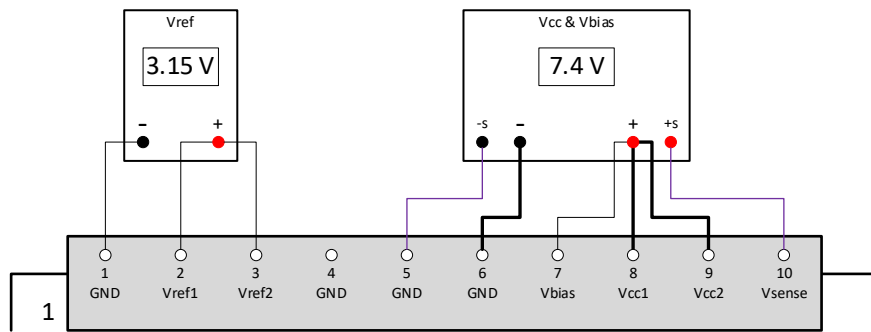 Vref
3.15 V
– +
Vcc & Vbias
7.4 V
-s – + +s
1 2 3 4 5 6 7 8 9 10
GND Vref1 Vref2 GND GND GND Vbias Vcc1 Vcc2 Vsense
1